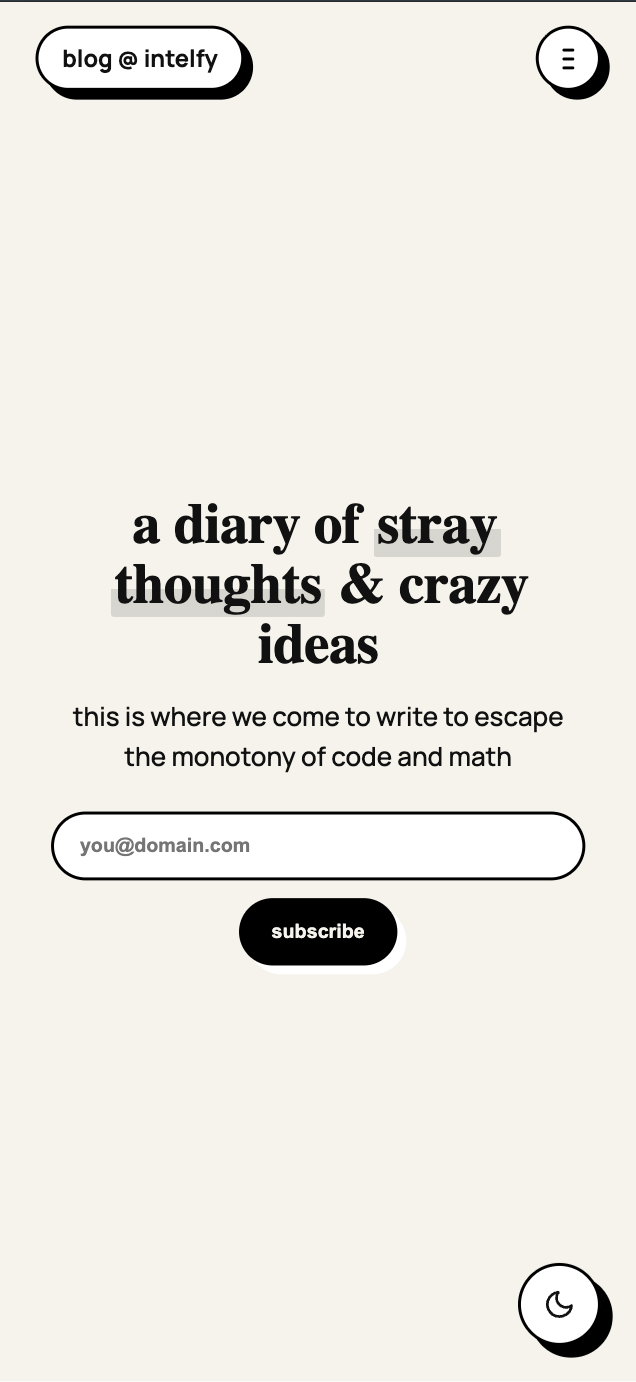 blog @ intelfy
a diary of stray
thoughts & crazy
ideas
this is where we come to write to escape
the monotony of code and math
you@domain.com
subscribe